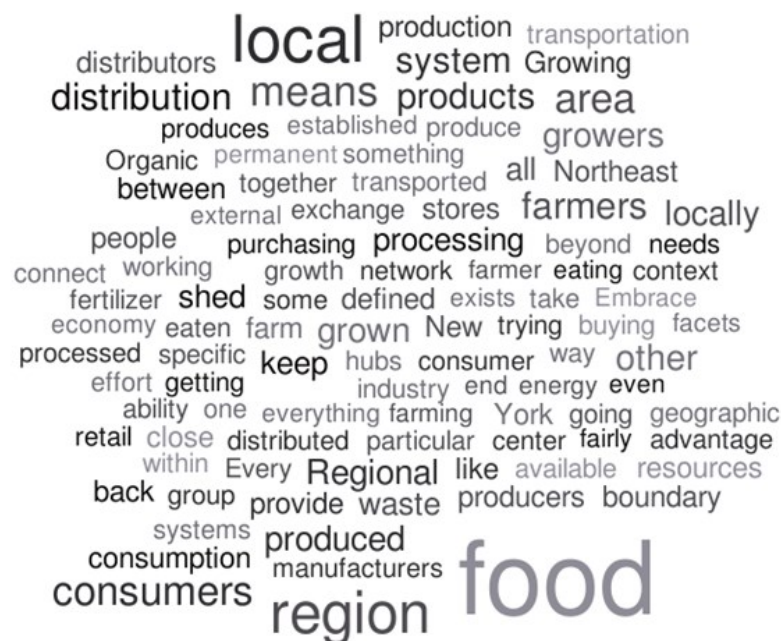 local production transportation
distributors system Growing
distribution means products area
produces established produce growers
Organic permanent something all Northeast
between together transported
external exchange stores farmers locally
people purchasing processing beyond needs
connect working growth network farmer eating context
fertilizer shed some defined exists take Embrace
economy eaten farm grown New trying buying facets
processed specific keep hubs consumer way other
effort getting industry end energy even
ability one everything farming York going geographic
retail close distributed particular center fairly advantage
within Every Regional like available resources
back group provide waste producers boundary
systems produced
consumption manufacturers food
consumers region